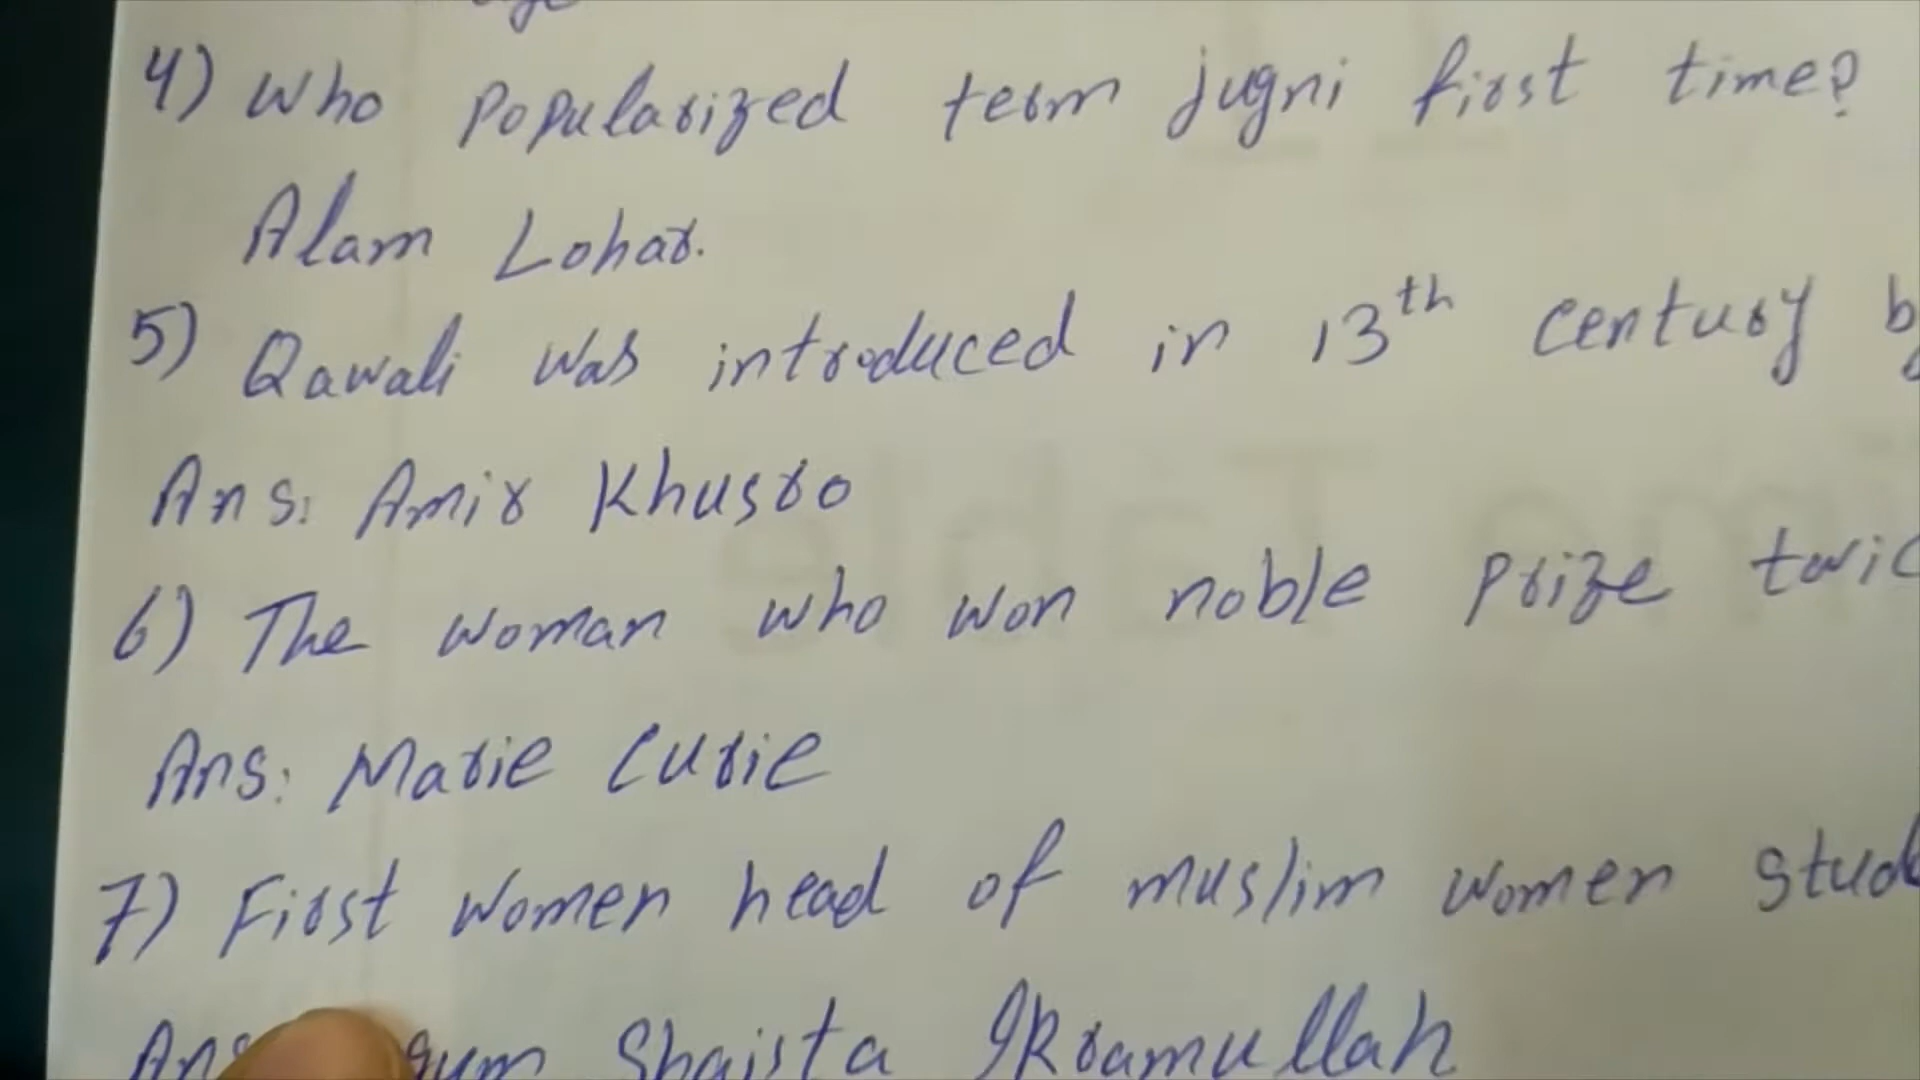 4) Who Popularized term jugni first time?
Alam Lohar.
5) Qawali was introduced in 13th century
Ans: Amir Khusro
6) The woman who won noble prize
Ans: Marie Curie
7) First women head of muslim women
Shaista Ikramullah